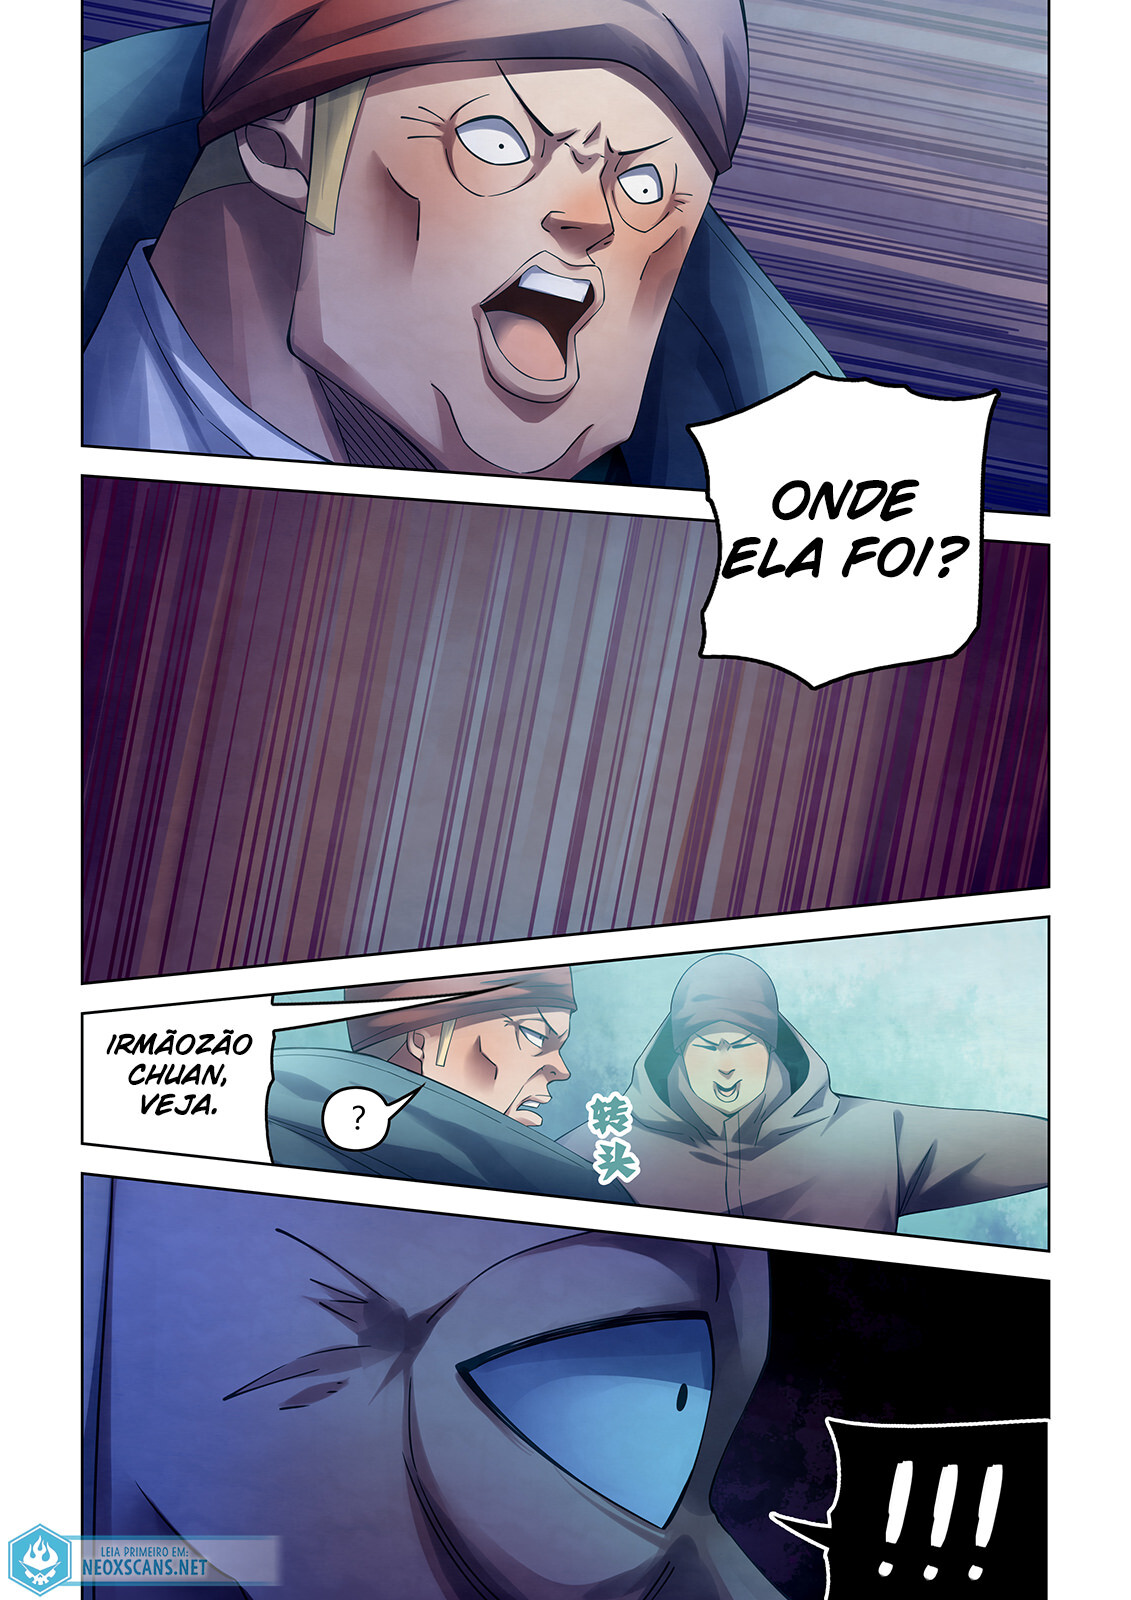 ONDE
ELA FOI?
IRMÃOZÃO
CHUAN,
VEJA.
?
转
头
!!!
LEIA PRIMEIRO EM:
NEOXSCANS.NET